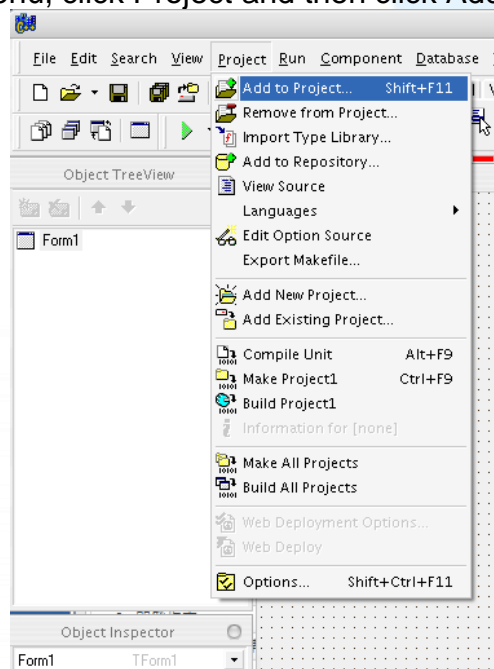 enu, click Project and then click Add
File Edit Search View Project Run Component Database
Add to Project... Shift+F11
Remove from Project...
Import Type Library...
Object TreeView
Add to Repository...
View Source
Languages
Form1
Edit Option Source
Export Makefile...
Add New Project...
Add Existing Project...
Compile Unit Alt+F9
Make Project1 Ctrl+F9
Build Project1
Information for [none]
Make All Projects
Build All Projects
Web Deployment Options...
Web Deploy
Options... Shift+Ctrl+F11
Object Inspector
Form1 TForm1